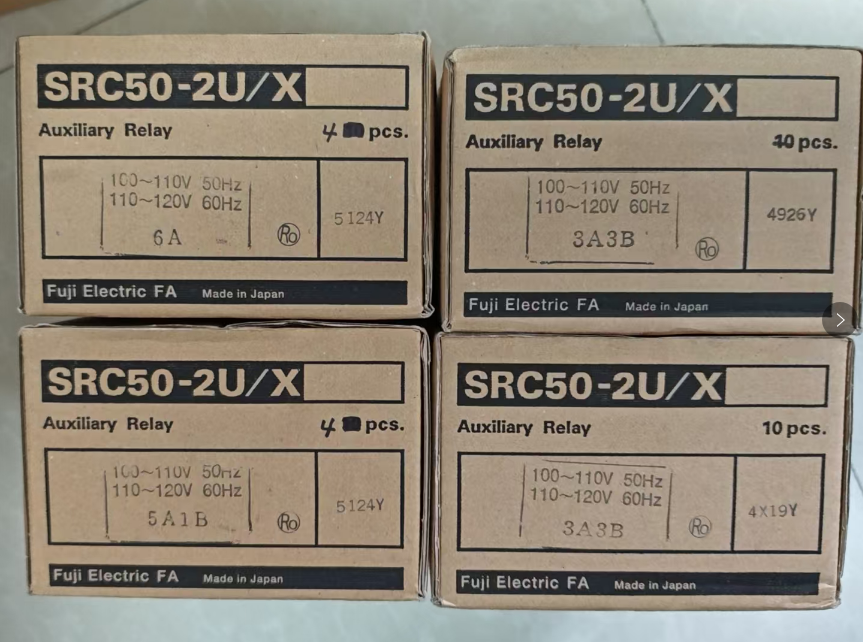 SRC50-2U/X
Auxiliary Relay 4 pcs.
100~110V 50Hz
110~120V 60Hz
6A
Ro
5124Y
Fuji Electric FA Made in Japan
SRC50-2U/X
Auxiliary Relay 10 pcs.
100~110V 50Hz
110~120V 60Hz
3A3B
Ro
4926Y
Fuji Electric FA Made in Japan
SRC50-2U/X
Auxiliary Relay 4 pcs.
100~110V 50Hz
110~120V 60Hz
5A1B
Ro
5124Y
Fuji Electric FA Made in Japan
SRC50-2U/X
Auxiliary Relay 10 pcs.
100~110V 50Hz
110~120V 60Hz
3A3B
Ro
4X19Y
Fuji Electric FA Made in Japan